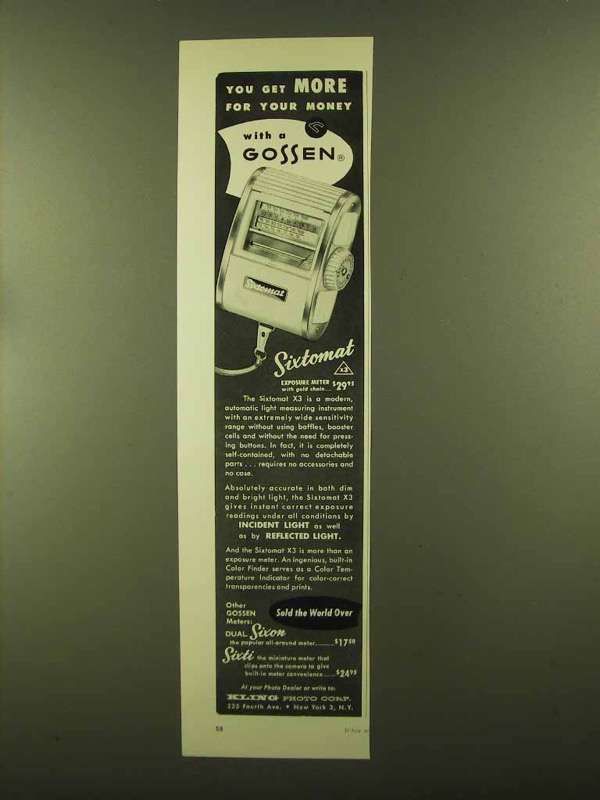 YOU GET MORE
FOR YOUR MONEY
with a
GOSSEN®
Sixtomat
Sixtomat
X3
EXPOSURE METER
with gold chain... $29.95
The Sixtomat X3 is a modern,
automatic light measuring instrument
with an extremely wide sensitivity
range without using baffles, booster
cells and without the need for press-
ing buttons. In fact, it is completely
self-contained, with no detachable
parts . . . requires no accessories and
no case.
Absolutely accurate in both dim
and bright light, the Sixtomat X3
gives instant correct exposure
readings under all conditions by
INCIDENT LIGHT as well
as by REFLECTED LIGHT.
And the Sixtomat X3 is more than an
exposure meter. An ingenious, built-in
Color Finder serves as a Color Tem-
perature Indicator for color-correct
transparencies and prints.
Other
GOSSEN
Meters:
Sold the World Over
DUAL Sixon
the popular all-around meter........$17.50
Sixti the miniature meter that
clips onto the camera to give
built-in meter convenience.....$24.95
At your Photo Dealer or write to:
KLING PHOTO CORP.
235 Fourth Ave. • New York 3, N.Y.
58